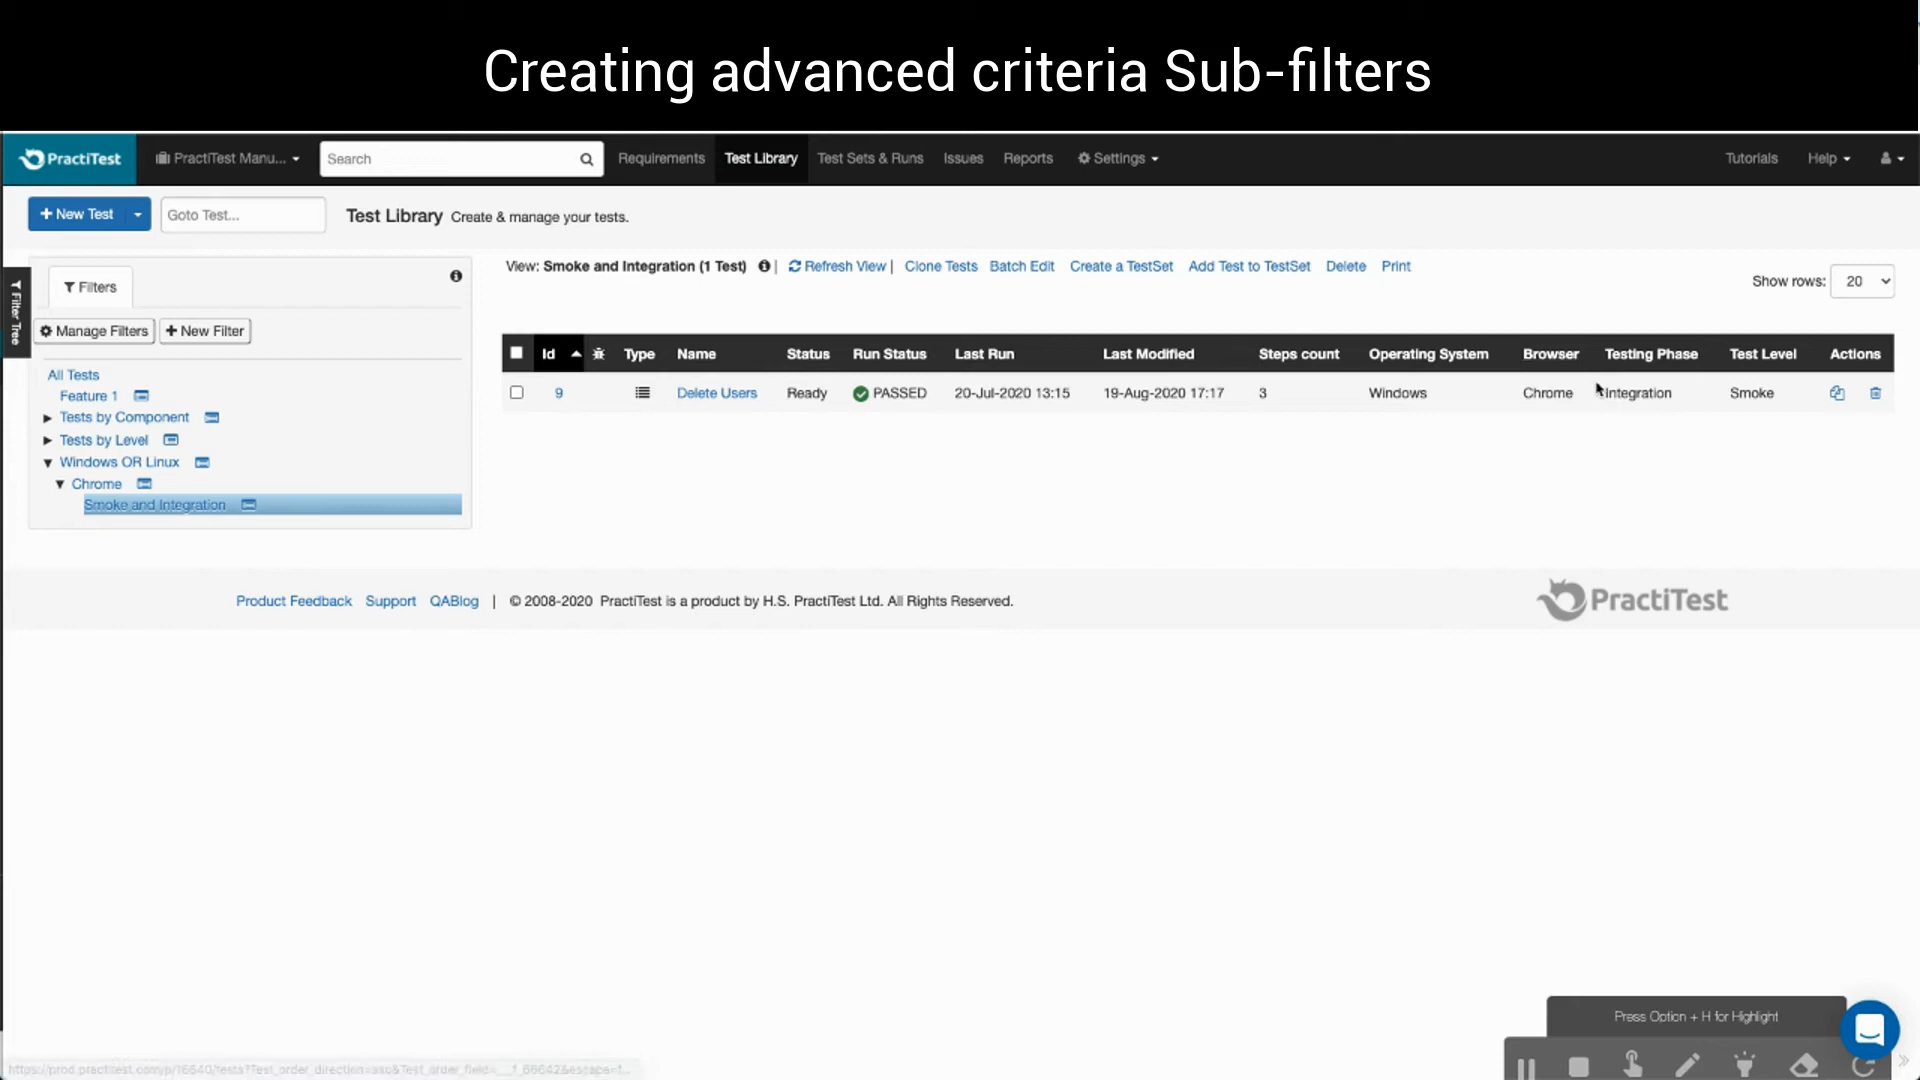 Creating advanced criteria Sub-filters
PractiTest PractiTest Manu... Search Requirements Test Library Test Sets & Runs Issues Reports Settings Tutorials Help
+ New Test Goto Test... Test Library Create & manage your tests.
Filter Tree
Filters
Manage Filters + New Filter
All Tests
Feature 1
Tests by Component
Tests by Level
Windows OR Linux
Chrome
Smoke and Integration
View: Smoke and Integration (1 Test) | Refresh View | Clone Tests Batch Edit Create a TestSet Add Test to TestSet Delete Print
Show rows: 20
Id Type Name Status Run Status Last Run Last Modified Steps count Operating System Browser Testing Phase Test Level Actions
9 Delete Users Ready PASSED 20-Jul-2020 13:15 19-Aug-2020 17:17 3 Windows Chrome Integration Smoke
Product Feedback Support QABlog | © 2008-2020 PractiTest is a product by H.S. PractiTest Ltd. All Rights Reserved.
PractiTest
Press Option + H for Highlight